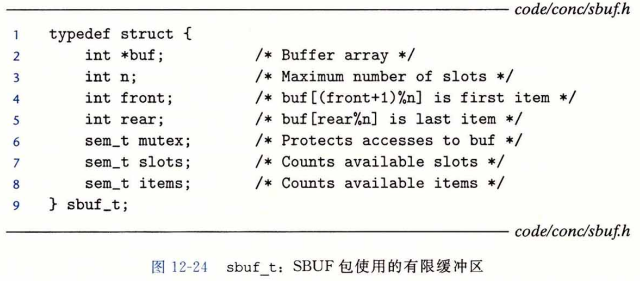 code/conc/sbuf.h
1 typedef struct {
2 int *buf; /* Buffer array */
3 int n; /* Maximum number of slots */
4 int front; /* buf[(front+1)%n] is first item */
5 int rear; /* buf[rear%n] is last item */
6 sem_t mutex; /* Protects accesses to buf */
7 sem_t slots; /* Counts available slots */
8 sem_t items; /* Counts available items */
9 } sbuf_t;
code/conc/sbuf.h
图 12-24 sbuf_t: SBUF 包使用的有限缓冲区